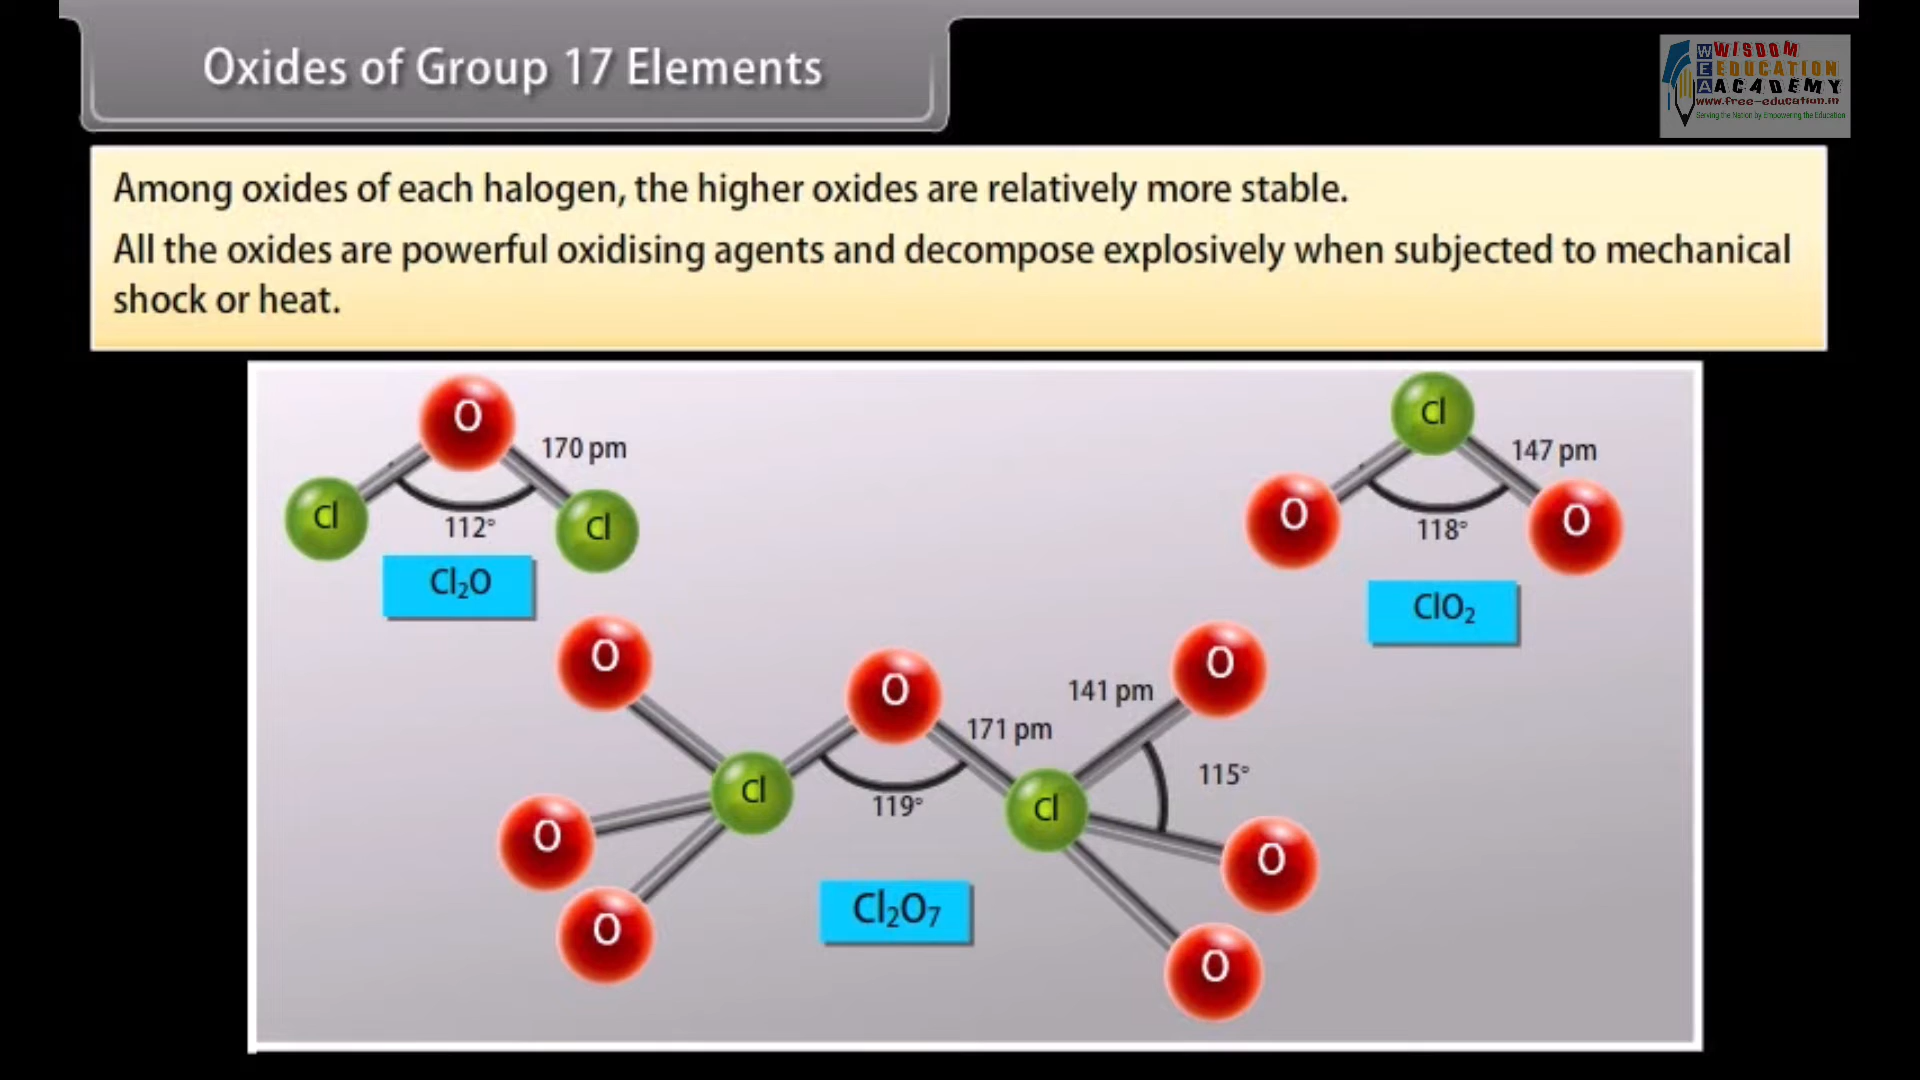 Oxides of Group 17 Elements
WISDOM
EDUCATION
ACADEMY
WEA
www.free-education.in
Serving the Nation by Empowering the Education
Among oxides of each halogen, the higher oxides are relatively more stable.
All the oxides are powerful oxidising agents and decompose explosively when subjected to mechanical
shock or heat.
O
170 pm
Cl
Cl
112°
Cl₂O
Cl
147 pm
O
O
118°
ClO₂
O
O
O
141 pm
171 pm
115°
Cl
Cl
119°
O
O
O
O
Cl₂O₇